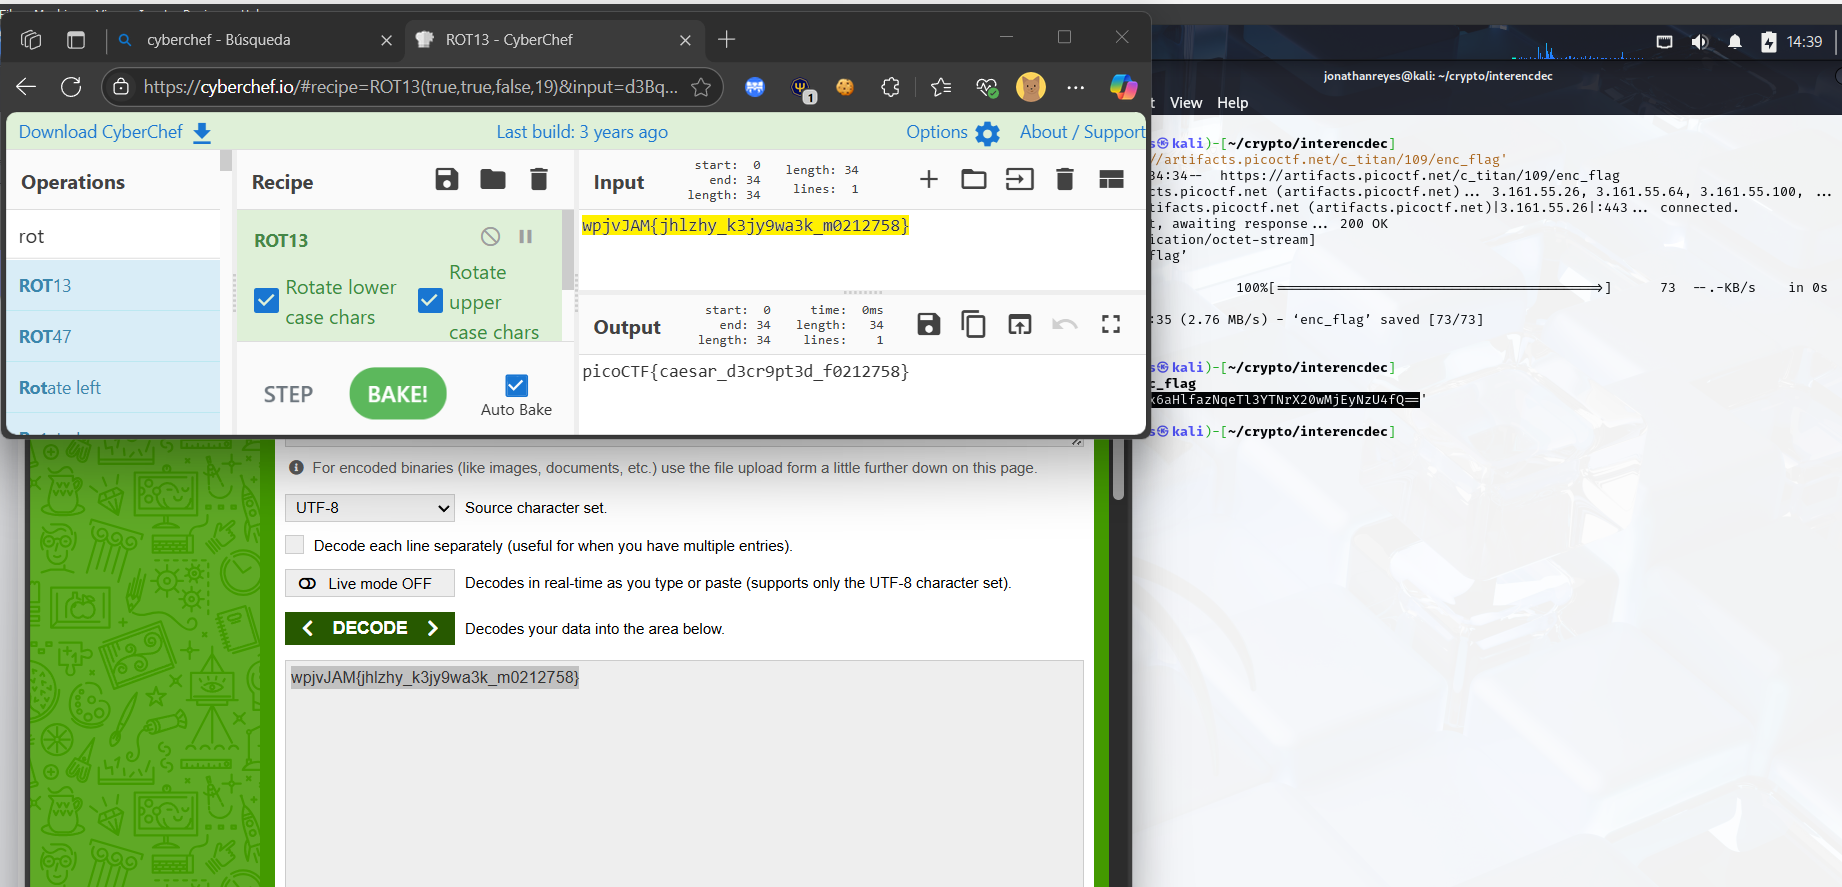 cyberchef - Búsqueda
ROT13 - CyberChef
https://cyberchef.io/#recipe=ROT13(true,true,false,19)&input=d3Bq...
1
Download CyberChef
Last build: 3 years ago
Options
About / Support
Operations
rot
ROT13
ROT47
Rotate left
Recipe
ROT13
Rotate lower case chars
Rotate upper case chars
STEP
BAKE!
Auto Bake
Input
start: 0
end: 34
length: 34
length: 34
lines: 1
wpjvJAM{jhlzhy_k3jy9wa3k_m0212758}
Output
start: 0
end: 34
length: 34
time: 0ms
length: 34
lines: 1
picoCTF{caesar_d3cr9pt3d_f0212758}
For encoded binaries (like images, documents, etc.) use the file upload form a little further down on this page.
UTF-8
Source character set.
Decode each line separately (useful for when you have multiple entries).
Live mode OFF
Decodes in real-time as you type or paste (supports only the UTF-8 character set).
DECODE
Decodes your data into the area below.
wpjvJAM{jhlzhy_k3jy9wa3k_m0212758}
14:39
jonathanreyes@kali: ~/crypto/interencdec
t View Help
s㉿kali)-[~/crypto/interencdec]
//artifacts.picoctf.net/c_titan/109/enc_flag'
34:34-- https://artifacts.picoctf.net/c_titan/109/enc_flag
cts.picoctf.net (artifacts.picoctf.net)... 3.161.55.26, 3.161.55.64, 3.161.55.100, ...
tifacts.picoctf.net (artifacts.picoctf.net)|3.161.55.26|:443... connected.
t, awaiting response... 200 OK
ication/octet-stream]
flag’
100%[===================>] 73 --.-KB/s in 0s
:35 (2.76 MB/s) - ‘enc_flag’ saved [73/73]
s㉿kali)-[~/crypto/interencdec]
c_flag
x6aHlfazNqeTl3YTNrX20wMjEyNzU4fQ=='
s㉿kali)-[~/crypto/interencdec]